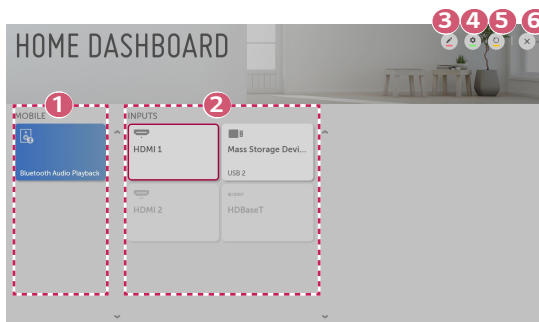 3 4 5 6
HOME DASHBOARD
1 2
MOBILE INPUTS
HDMI 1 Mass Storage Devi...
Bluetooth Audio Playback USB 2
HDMI 2 HDBaseT